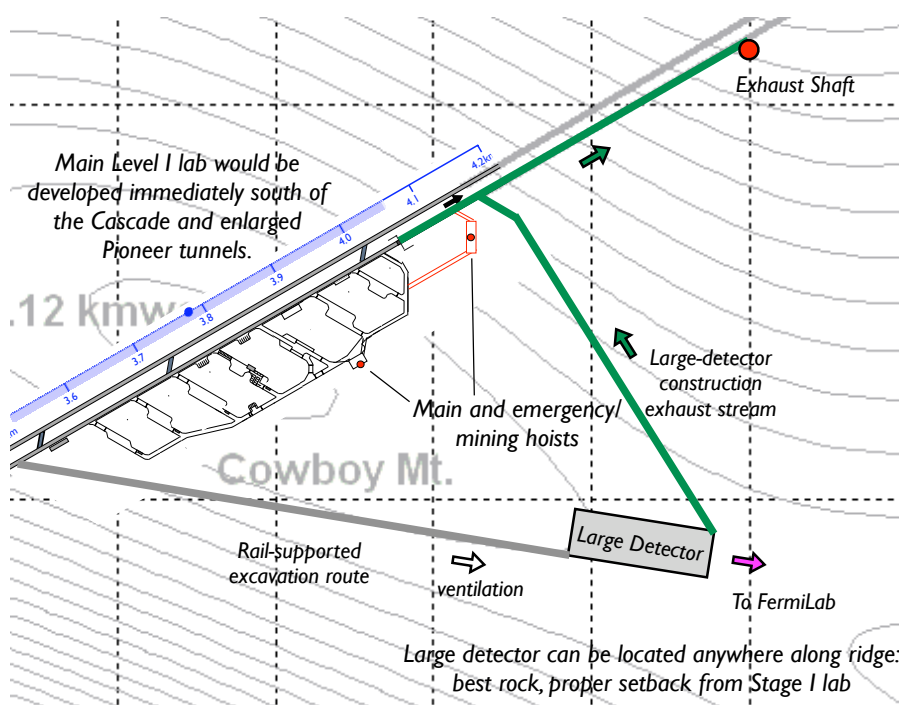 Exhaust Shaft
Main Level I lab would be
developed immediately south of
the Cascade and enlarged
Pioneer tunnels.
4.2kr
4.1
4.0
3.9
3.8
3.7
3.6
m
.12 kmw
Large-detector
construction
exhaust stream
Main and emergency/
mining hoists
Cowboy Mt.
Large Detector
Rail-supported
excavation route
ventilation
To FermiLab
Large detector can be located anywhere along ridge:
best rock, proper setback from Stage I lab